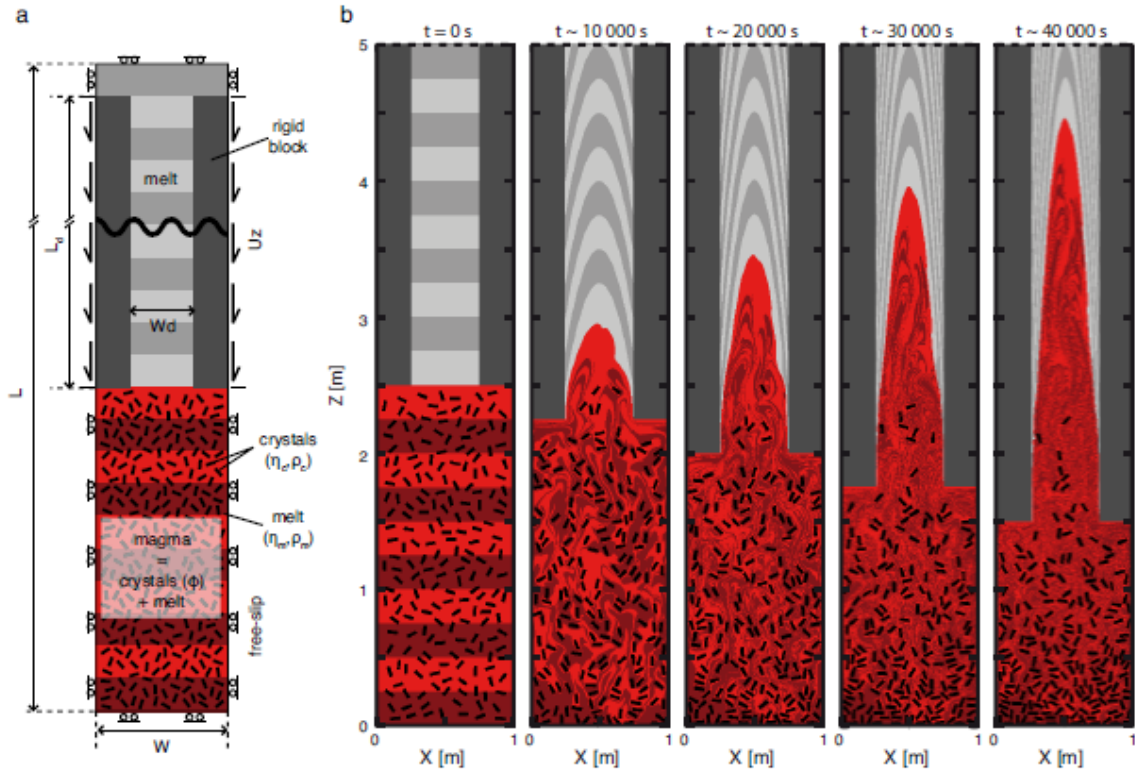 a
rigid
block
melt
Ld
Uz
Wd
L
crystals
(ηc,ρc)
melt
(ηm,ρm)
magma
=
crystals (ϕ)
+ melt
free-slip
W
b
t = 0 s
t ~ 10 000 s
t ~ 20 000 s
t ~ 30 000 s
t ~ 40 000 s
5
4
3
2
1
0
Z [m]
0 1 0 1 0 1 0 1 0 1
X [m] X [m] X [m] X [m] X [m]